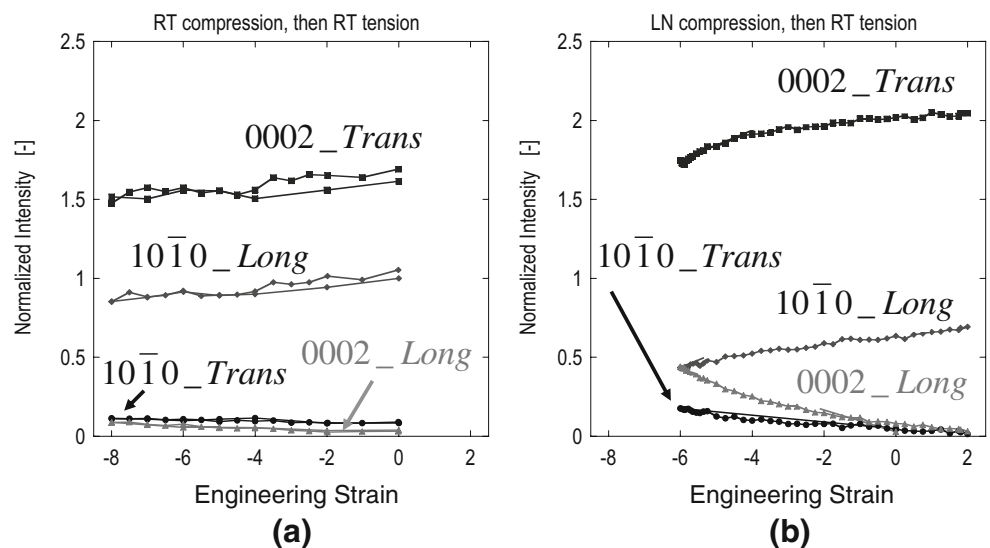 RT compression, then RT tension
2.5
2
1.5
1
0.5
0
-8
-6
-4
-2
0
2
Normalized Intensity [-]
Engineering Strain
0002_Trans
101̅0_Long
101̅0_Trans
0002_Long
(a)
LN compression, then RT tension
2.5
2
1.5
1
0.5
0
-8
-6
-4
-2
0
2
Normalized Intensity [-]
Engineering Strain
0002_Trans
101̅0_Trans
101̅0_Long
0002_Long
(b)